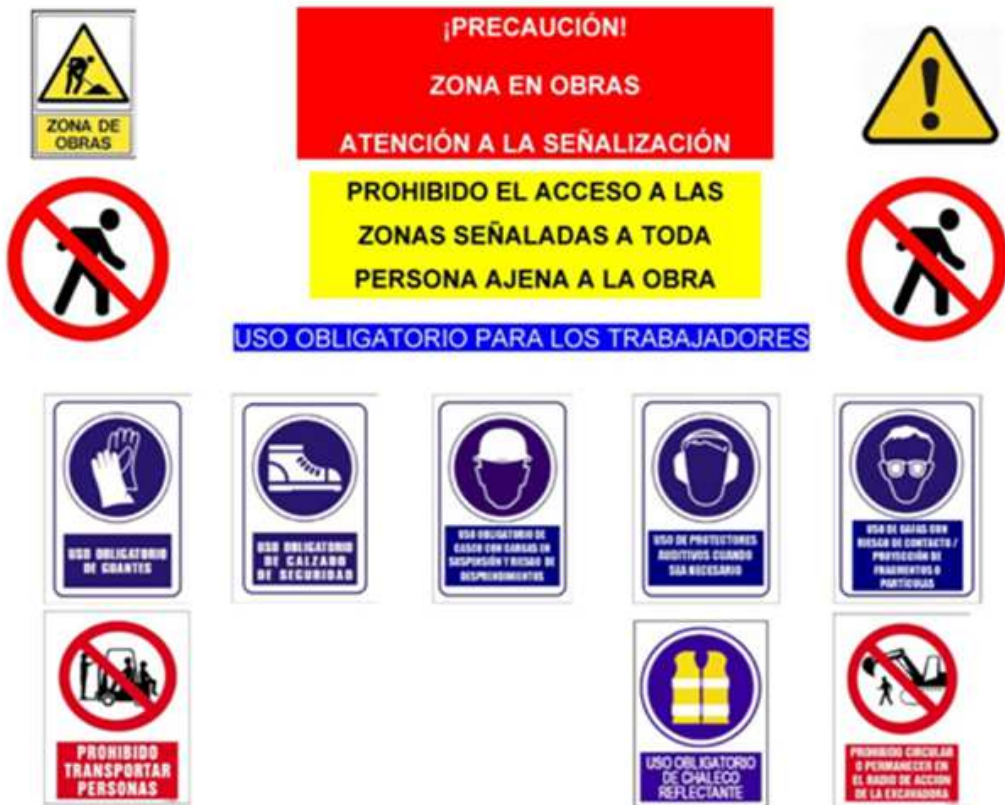 ZONA DE
OBRAS
¡PRECAUCIÓN!
ZONA EN OBRAS
ATENCIÓN A LA SEÑALIZACIÓN
PROHIBIDO EL ACCESO A LAS
ZONAS SEÑALADAS A TODA
PERSONA AJENA A LA OBRA
USO OBLIGATORIO PARA LOS TRABAJADORES
USO OBLIGATORIO
DE GUANTES
USO OBLIGATORIO
DE CALZADO
DE SEGURIDAD
USO OBLIGATORIO DE
CASCO CON CARGAS EN
SUSPENSIÓN Y RIESGO DE
DESPRENDIMIENTOS
USO DE PROTECTORES
AUDITIVOS CUANDO
SEA NECESARIO
USO DE GAFAS CON
RIESGO DE CONTACTO /
PROYECCIÓN DE
FRAGMENTOS O
PARTÍCULAS
PROHIBIDO
TRANSPORTAR
PERSONAS
USO OBLIGATORIO
DE CHALECO
REFLECTANTE
PROHIBIDO CIRCULAR
O PERMANECER EN
EL RADIO DE ACCION
DE LA EXCAVADORA